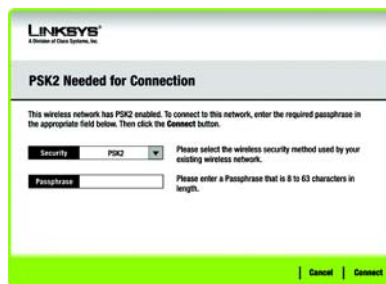 LINKSYS®
A Division of Cisco Systems, Inc.
PSK2 Needed for Connection
This wireless network has PSK2 enabled. To connect to this network, enter the required passphrase in
the appropriate field below. Then click the Connect button.
Security PSK2 Please select the wireless security method used by your
existing wireless network.
Passphrase Please enter a Passphrase that is 8 to 63 characters in
length.
Cancel Connect